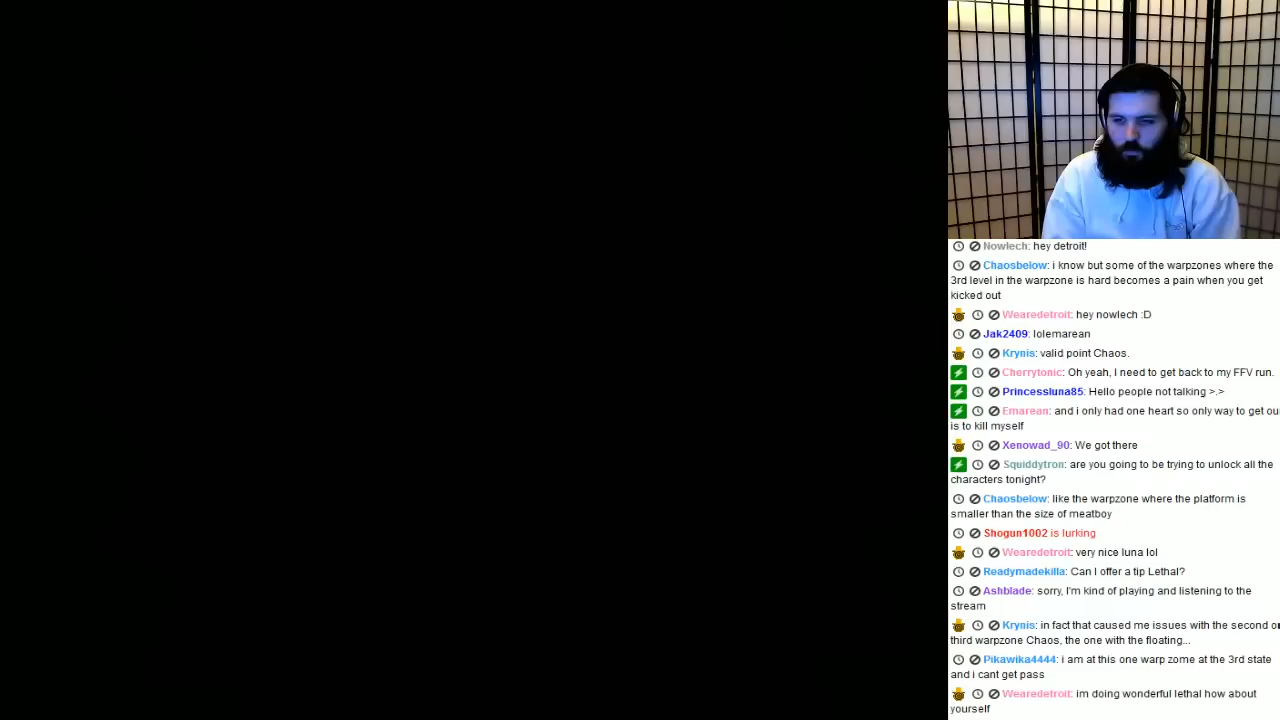 Nowlech: hey detroit!
Chaosbelow: i know but some of the warpzones where the
3rd level in the warpzone is hard becomes a pain when you get
kicked out
Wearedetroit: hey nowlech :D
Jak2409: lolemarean
Krynis: valid point Chaos.
Cherrytonic: Oh yeah, I need to get back to my FFV run.
Princessluna85: Hello people not talking >.>
Emarean: and i only had one heart so only way to get ou
is to kill myself
Xenowad_90: We got there
Squiddytron: are you going to be trying to unlock all the
characters tonight?
Chaosbelow: like the warpzone where the platform is
smaller than the size of meatboy
Shogun1002 is lurking
Wearedetroit: very nice luna lol
Readymadekilla: Can I offer a tip Lethal?
Ashblade: sorry, I'm kind of playing and listening to the
stream
Krynis: in fact that caused me issues with the second or
third warpzone Chaos, the one with the floating...
Pikawika4444: i am at this one warp zome at the 3rd state
and i cant get pass
Wearedetroit: im doing wonderful lethal how about
yourself